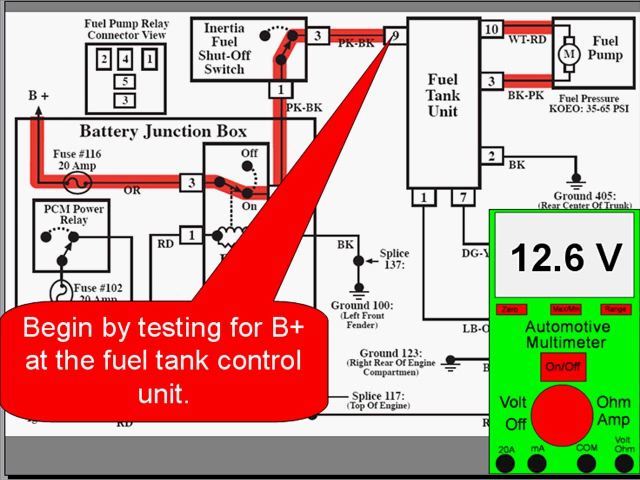 Fuel Pump Relay
Connector View
2 4 1
5
3
Inertia
Fuel
Shut-Off
Switch
3
PK-BK
9
10
WT-RD
Fuel
Pump
M
3
BK-PK
Fuel Pressure
KOEO: 35-65 PSI
Fuel
Tank
Unit
1
PK-BK
B +
Battery Junction Box
Fuse #116
20 Amp
OR
3
Off
On
2
BK
Ground 405:
(Rear Center Of Trunk)
1
7
PCM Power
Relay
RD
1
BK
Splice
137:
DG-Y
12.6 V
Fuse #102
20 Amp
Ground 100:
(Left Front
Fender)
Zero
Max/Min
Range
Begin by testing for B+
at the fuel tank control
unit.
LB-O
Automotive
Multimeter
On/Off
Ground 123:
(Right Rear Of Engine
Compartmen)
B
Volt
Off
Ohm
Amp
Splice 117:
(Top Of Engine)
RD
R
20A
mA
COM
Volt
Ohm